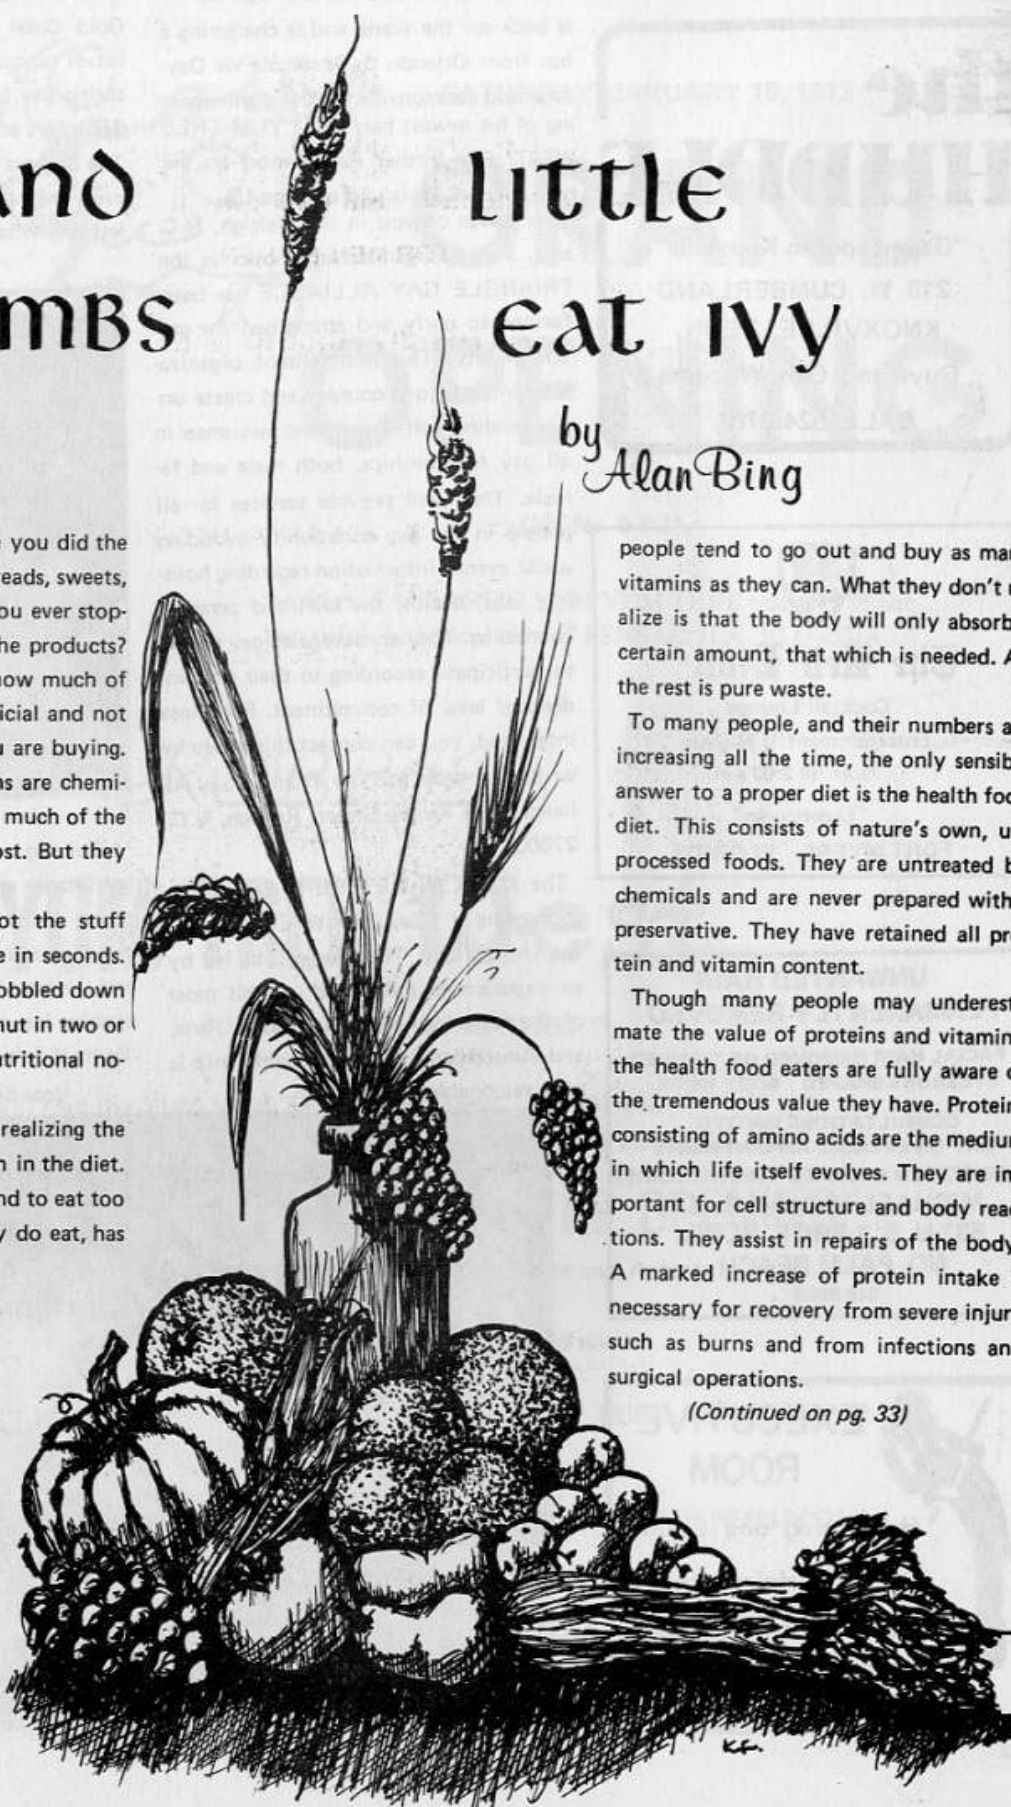 AND LITTLE
MBS EAT IVY
by
Alan Bing
you did the
eads, sweets,
ou ever stop-
he products?
ow much of
icial and not
u are buying.
ns are chemi-
much of the
ost. But they
ot the stuff
e in seconds.
obbled down
nut in two or
utritional no-
realizing the
n in the diet.
nd to eat too
y do eat, has
people tend to go out and buy as ma
vitamins as they can. What they don't r
alize is that the body will only absorb
certain amount, that which is needed. A
the rest is pure waste.
To many people, and their numbers a
increasing all the time, the only sensib
answer to a proper diet is the health foo
diet. This consists of nature's own, u
processed foods. They are untreated b
chemicals and are never prepared with
preservative. They have retained all pro
tein and vitamin content.
Though many people may underest
mate the value of proteins and vitamin
the health food eaters are fully aware o
the tremendous value they have. Protein
consisting of amino acids are the medium
in which life itself evolves. They are im
portant for cell structure and body reac
tions. They assist in repairs of the body
A marked increase of protein intake
necessary for recovery from severe injur
such as burns and from infections an
surgical operations.
(Continued on pg. 33)
K.C.